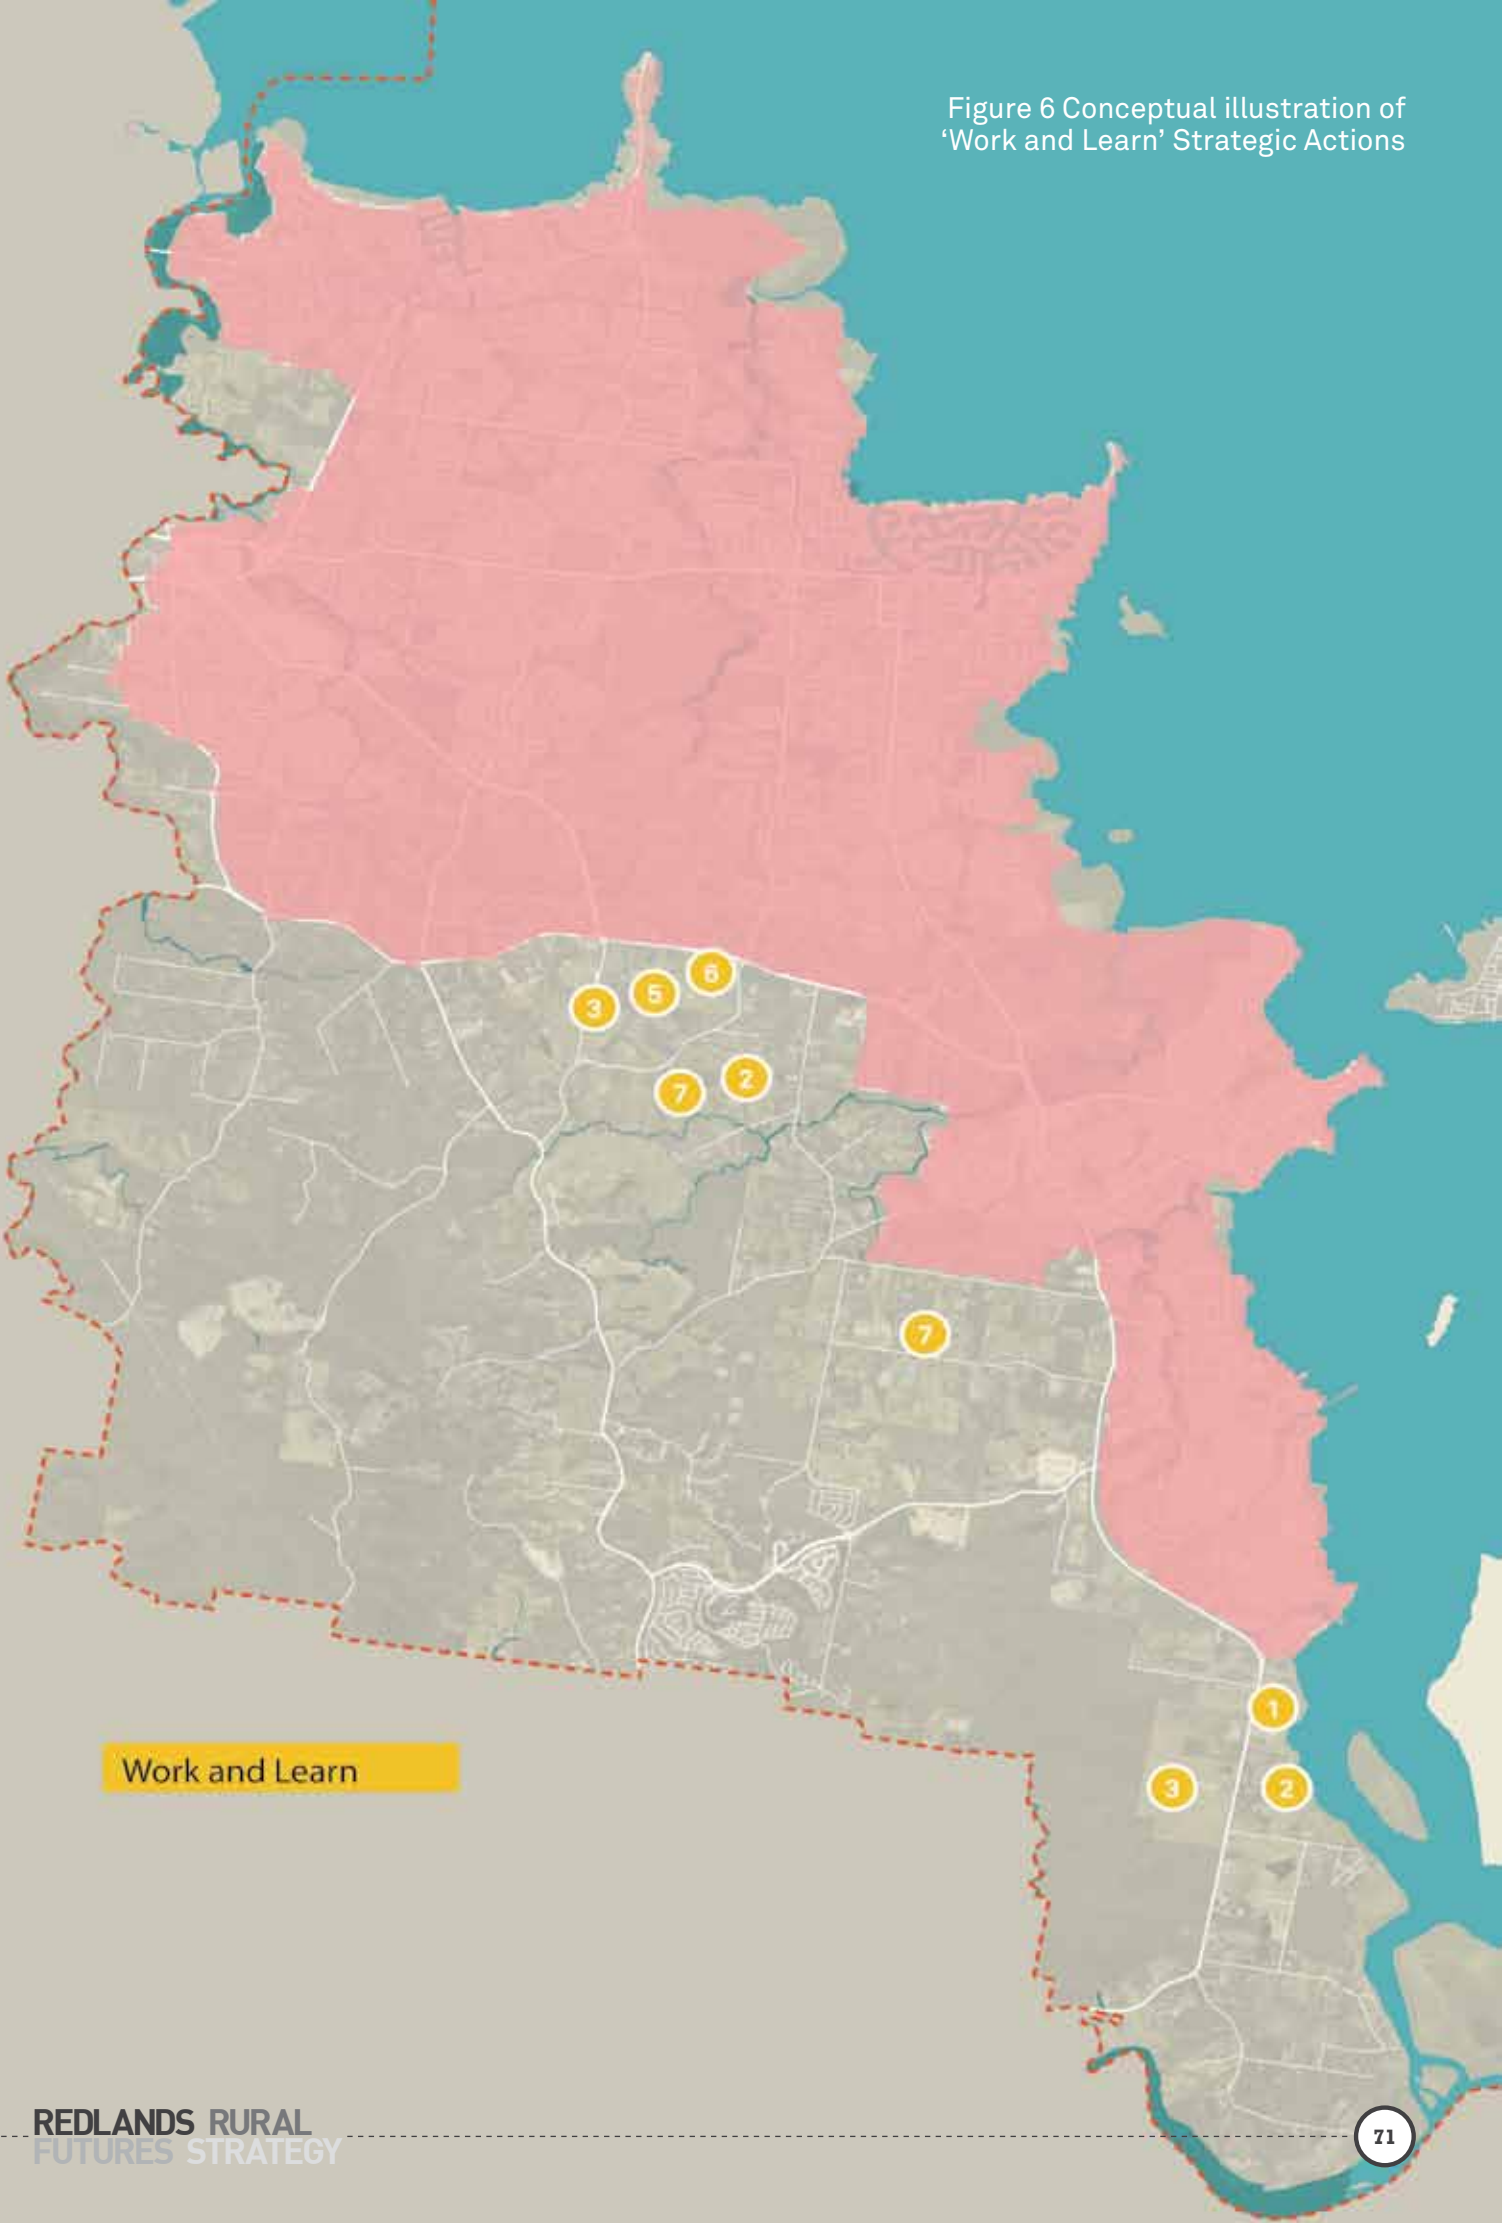 Figure 6 Conceptual illustration of
‘Work and Learn’ Strategic Actions
6
5
3
2
7
7
1
3
2
Work and Learn
REDLANDS RURAL
FUTURES STRATEGY
71